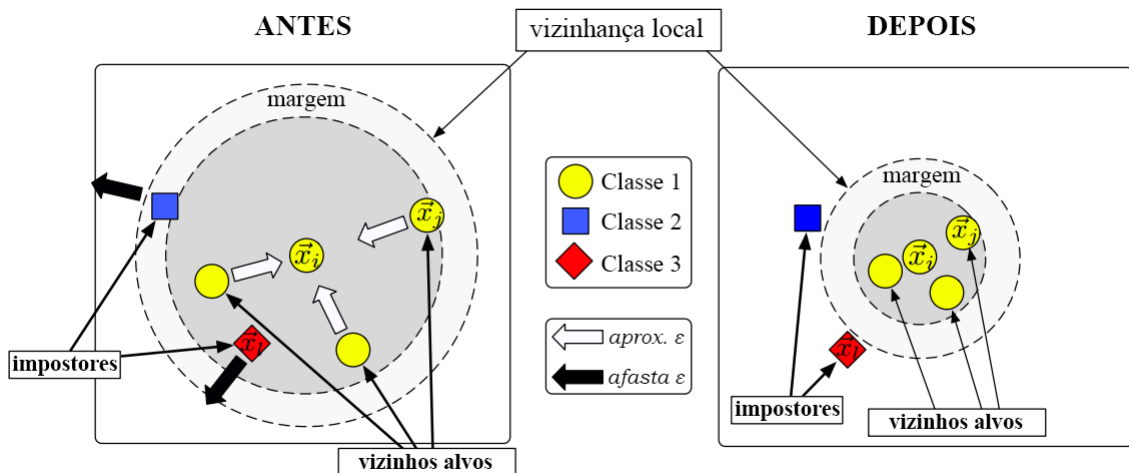 ANTES
vizinhança local
DEPOIS
margem
margem
Classe 1
Classe 2
Classe 3
x⃗ⱼ
x⃗ᵢ
x⃗ₗ
x⃗ⱼ
x⃗ᵢ
x⃗ₗ
aprox. ε
afasta ε
impostores
impostores
vizinhos alvos
vizinhos alvos